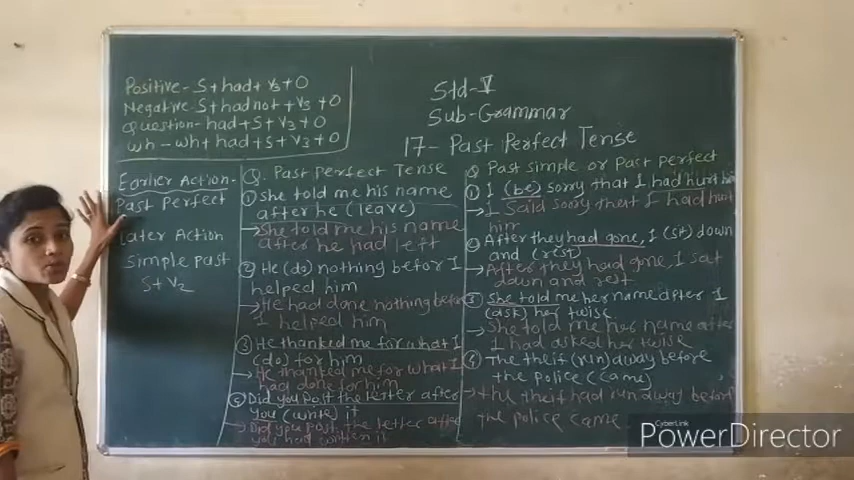 Positive - S + had + V3 + O
Negative - S + had not + V3 + O
Question - had + S + V3 + O
Wh - wh + had + S + V3 + O
Std - V
Sub - Grammar
17 - Past Perfect Tense
Earlier Action -
Past Perfect
Later Action
Simple past
S + V2
Q. Past Perfect Tense
① She told me his name
after he (leave)
→ She told me his name
after he had left
② He (do) nothing before I
helped him
→ He had done nothing before
I helped him
③ He thanked me for what I
(do) for him
→ He thanked me for what I
had done for him
Did you post the letter after
you (write) it
→ Did you post the letter after
you had written it
Q Past simple or Past perfect
① I (be) sorry that I had hurt him
→ I said sorry that I had hurt
him
② After they had gone, I (sit) down
and (rest)
→ After they had gone, I sat
down and rest
③ She told me her name after I
(ask) her twise
→ She told me her name after
I had asked her twise
④ The theif (run) away before
the police (came)
→ The theif had run away before
the police came
CyberLink
PowerDirector